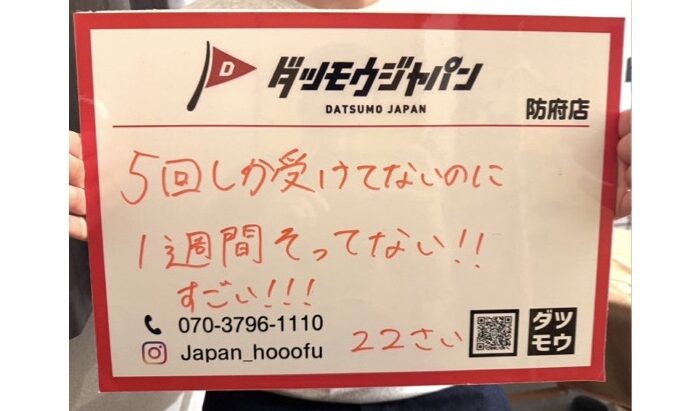 D
ダツモウジャパン
DATSUMO JAPAN
防府店
5回しか受けてないのに
1週間そってない!!
すごい!!!
070-3796-1110
Japan_hooofu
22さい
ダツ
モウ